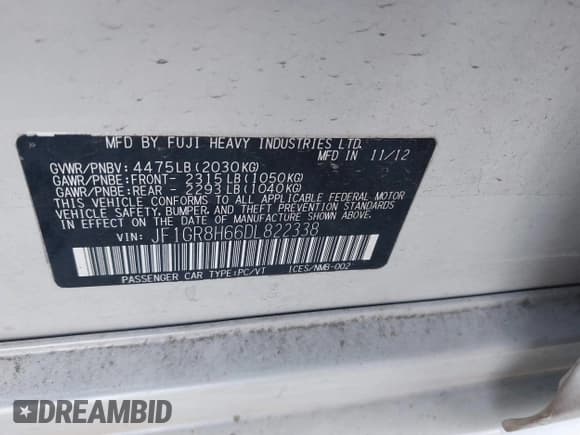 MFD BY FUJI HEAVY INDUSTRIES LTD.
MFD IN 11/12
GVWR/PNBV: 4475LB(2030KG)
GAWR/PNBE:FRONT- 2315LB(1050KG)
GAWR/PNBE:REAR - 2293LB(1040KG)
THIS VEHICLE CONFORMS TO ALL APPLICABLE FEDERAL MOTOR
VEHICLE SAFETY, BUMPER, AND THEFT PREVENTION STANDARDS
IN EFFECT ON THE DATE OF MANUFACTURE SHOWN ABOVE.
VIN: JF1GR8H66DL822338
PASSENGER CAR TYPE:PC/VT ICES/NMB-002
DREAMBID